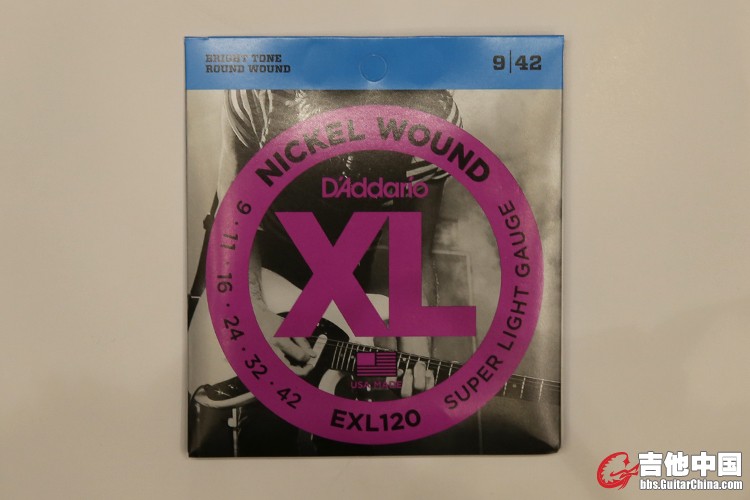 BRIGHT TONE
ROUND WOUND
9|42
NICKEL WOUND
D'Addario
XL
9 · 11 · 16 · 24 · 32 · 42
SUPER LIGHT GAUGE
USA MADE
EXL120
吉他中国
bbs.GuitarChina.com